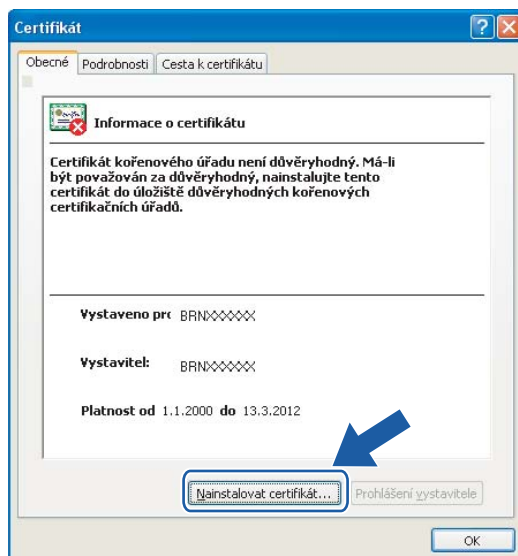 Certifikát
Obecné Podrobnosti Cesta k certifikátu
Informace o certifikátu
Certifikát kořenového úřadu není důvěryhodný. Má-li
být považován za důvěryhodný, nainstalujte tento
certifikát do úložiště důvěryhodných kořenových
certifikačních úřadů.
Vystaveno pro BRNXXXXXX
Vystavitel: BRNXXXXXX
Platnost od 1.1.2000 do 13.3.2012
Nainstalovat certifikát... Prohlášení vystavitele
OK